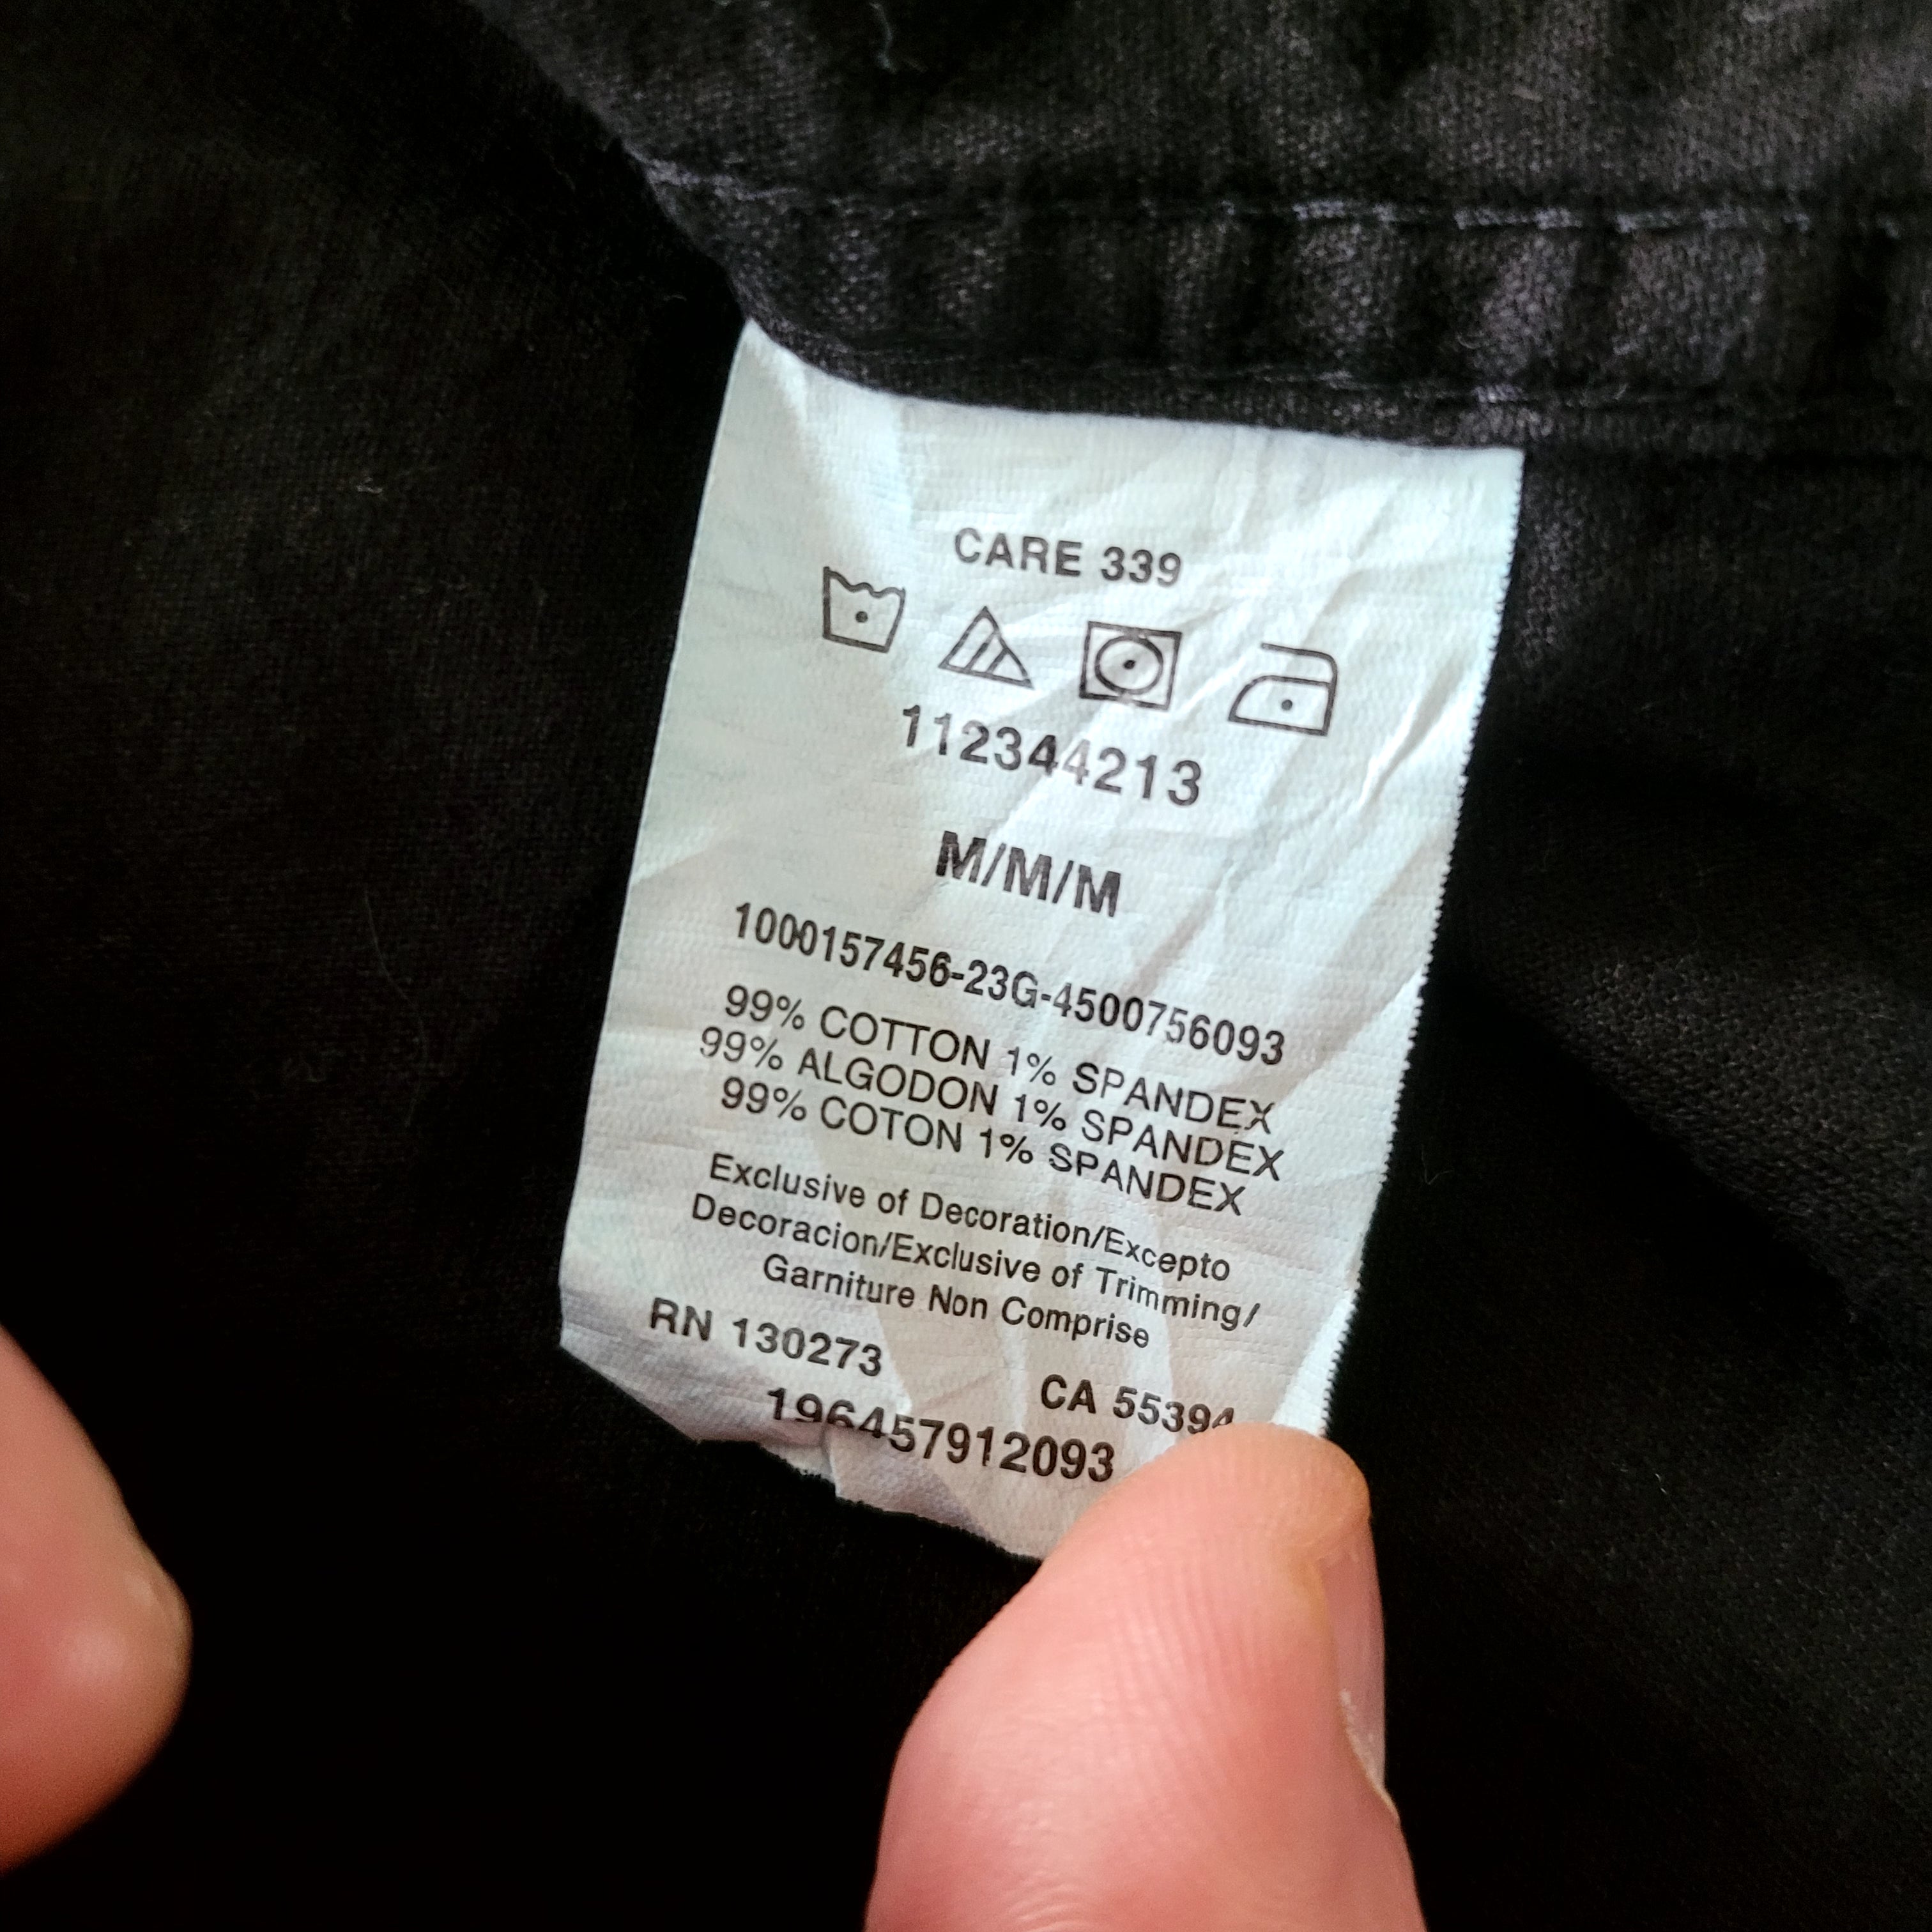 CARE 339
112344213
M/M/M
1000157456-23G-4500756093
99% COTTON 1% SPANDEX
99% ALGODON 1% SPANDEX
99% COTON 1% SPANDEX
Exclusive of Decoration/Excepto
Decoracion/Exclusive of Trimming/
Garniture Non Comprise
RN 130273
CA 55394
196457912093